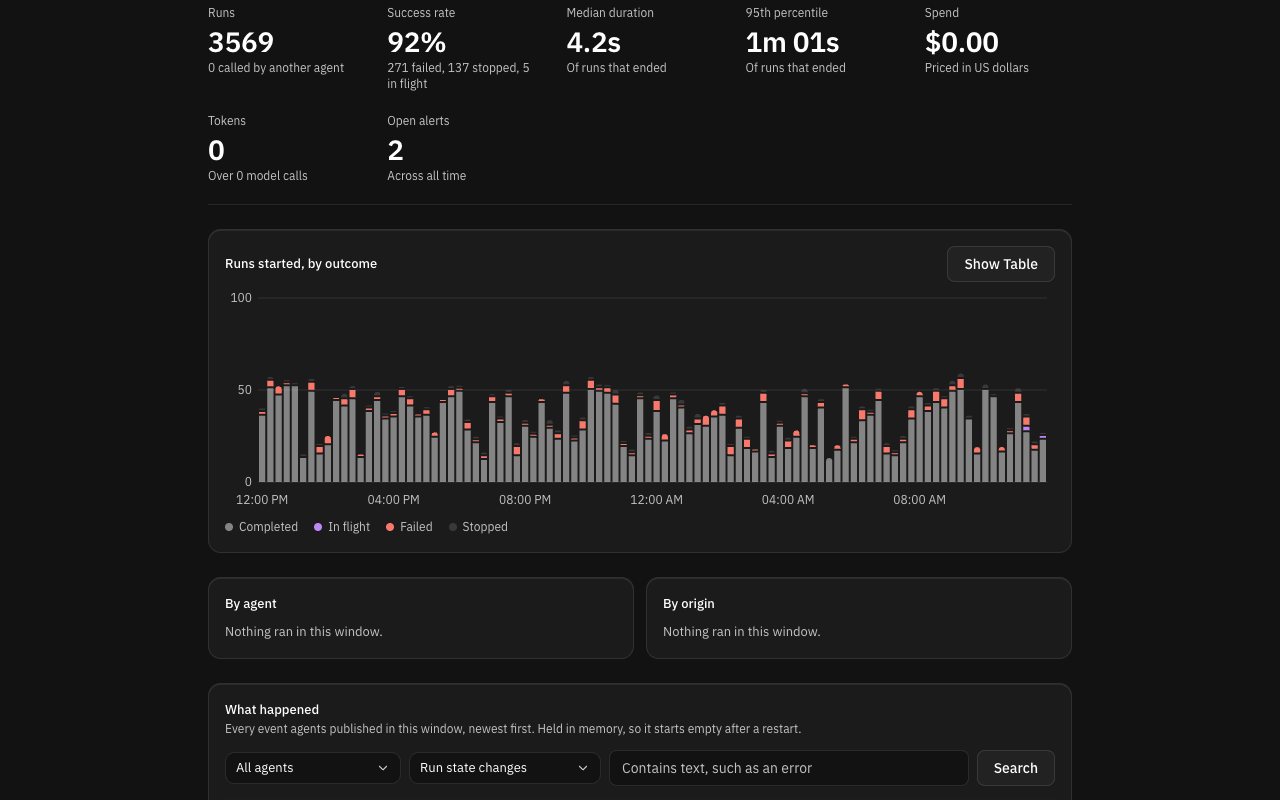 Runs
3569
0 called by another agent
Success rate
92%
271 failed, 137 stopped, 5
in flight
Median duration
4.2s
Of runs that ended
95th percentile
1m 01s
Of runs that ended
Spend
$0.00
Priced in US dollars
Tokens
0
Over 0 model calls
Open alerts
2
Across all time
Runs started, by outcome
Show Table
100
50
0
12:00 PM
04:00 PM
08:00 PM
12:00 AM
04:00 AM
08:00 AM
Completed
In flight
Failed
Stopped
By agent
Nothing ran in this window.
By origin
Nothing ran in this window.
What happened
Every event agents published in this window, newest first. Held in memory, so it starts empty after a restart.
All agents
Run state changes
Contains text, such as an error
Search